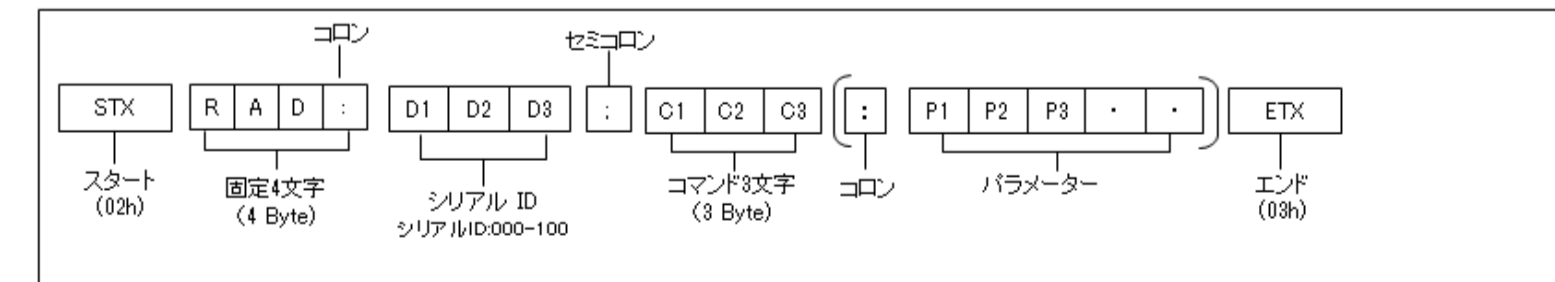 コロン
セミコロン
STX R A D : D1 D2 D3 ; C1 C2 C3 ( : P1 P2 P3 ・ ・ ) ETX
スタート
(02h)
固定4文字
(4 Byte)
シリアル ID
シリアルID:000-100
コマンド3文字
(3 Byte)
コロン
パラメーター
エンド
(03h)